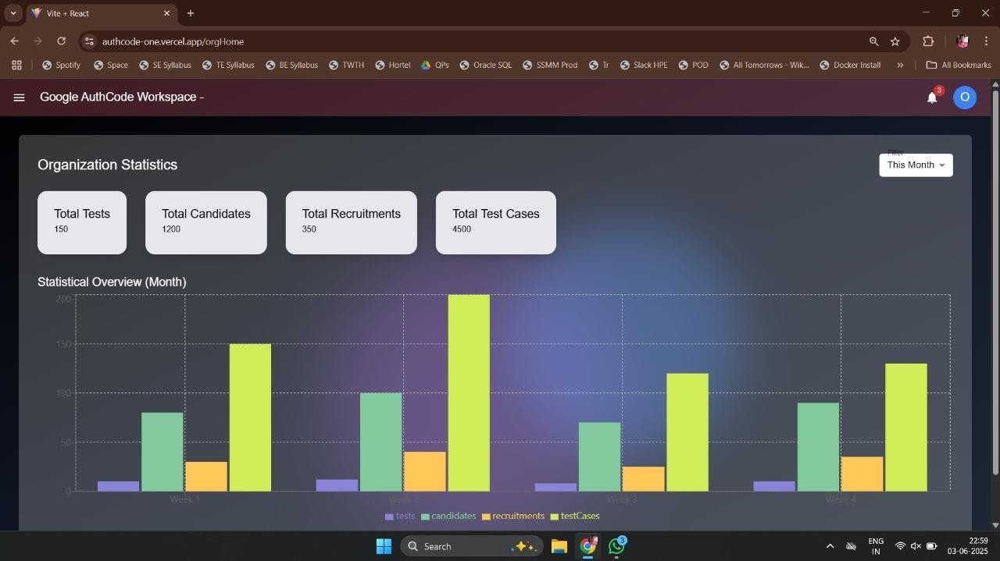 Vite + React
authcode-one.vercel.app/orgHome
Spotify Space SE Syllabus TE Syllabus BE Syllabus TWTH Hortel QPs Oracle SQL SSMM Prod Tr Slack HPE POD All Tomorrows - Wik... Docker Install » All Bookmarks
Google AuthCode Workspace -
3
O
Organization Statistics
Filter
This Month
Total Tests
150
Total Candidates
1200
Total Recruitments
350
Total Test Cases
4500
Statistical Overview (Month)
200
150
100
50
0
Week 1 Week 2 Week 3 Week 4
tests candidates recruitments testCases
Search
3
ENG
IN
22:59
03-06-2025